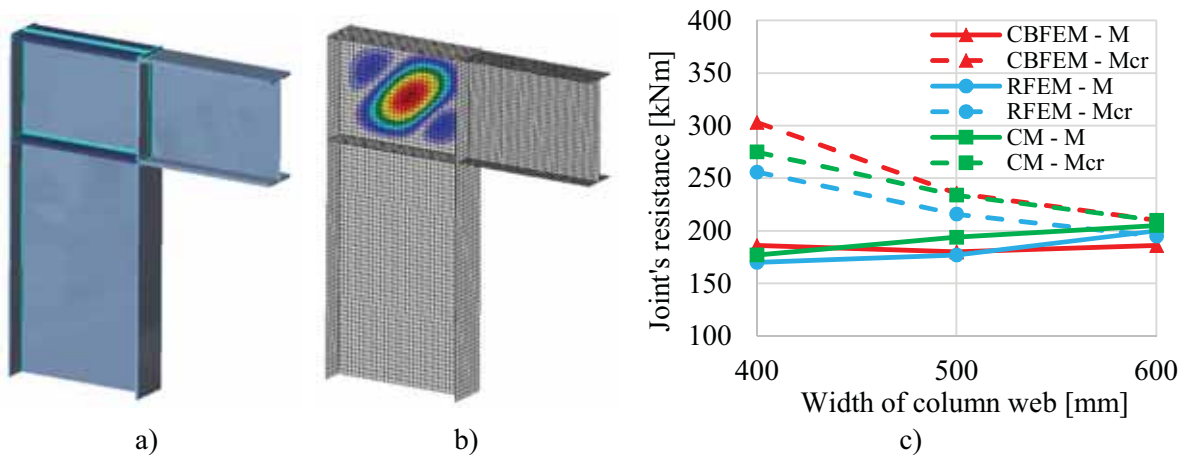 400
350
300
250
200
150
100
Joint's resistance [kNm]
CBFEM - M
CBFEM - Mcr
RFEM - M
RFEM - Mcr
CM - M
CM - Mcr
400 500 600
Width of column web [mm]
a) b) c)